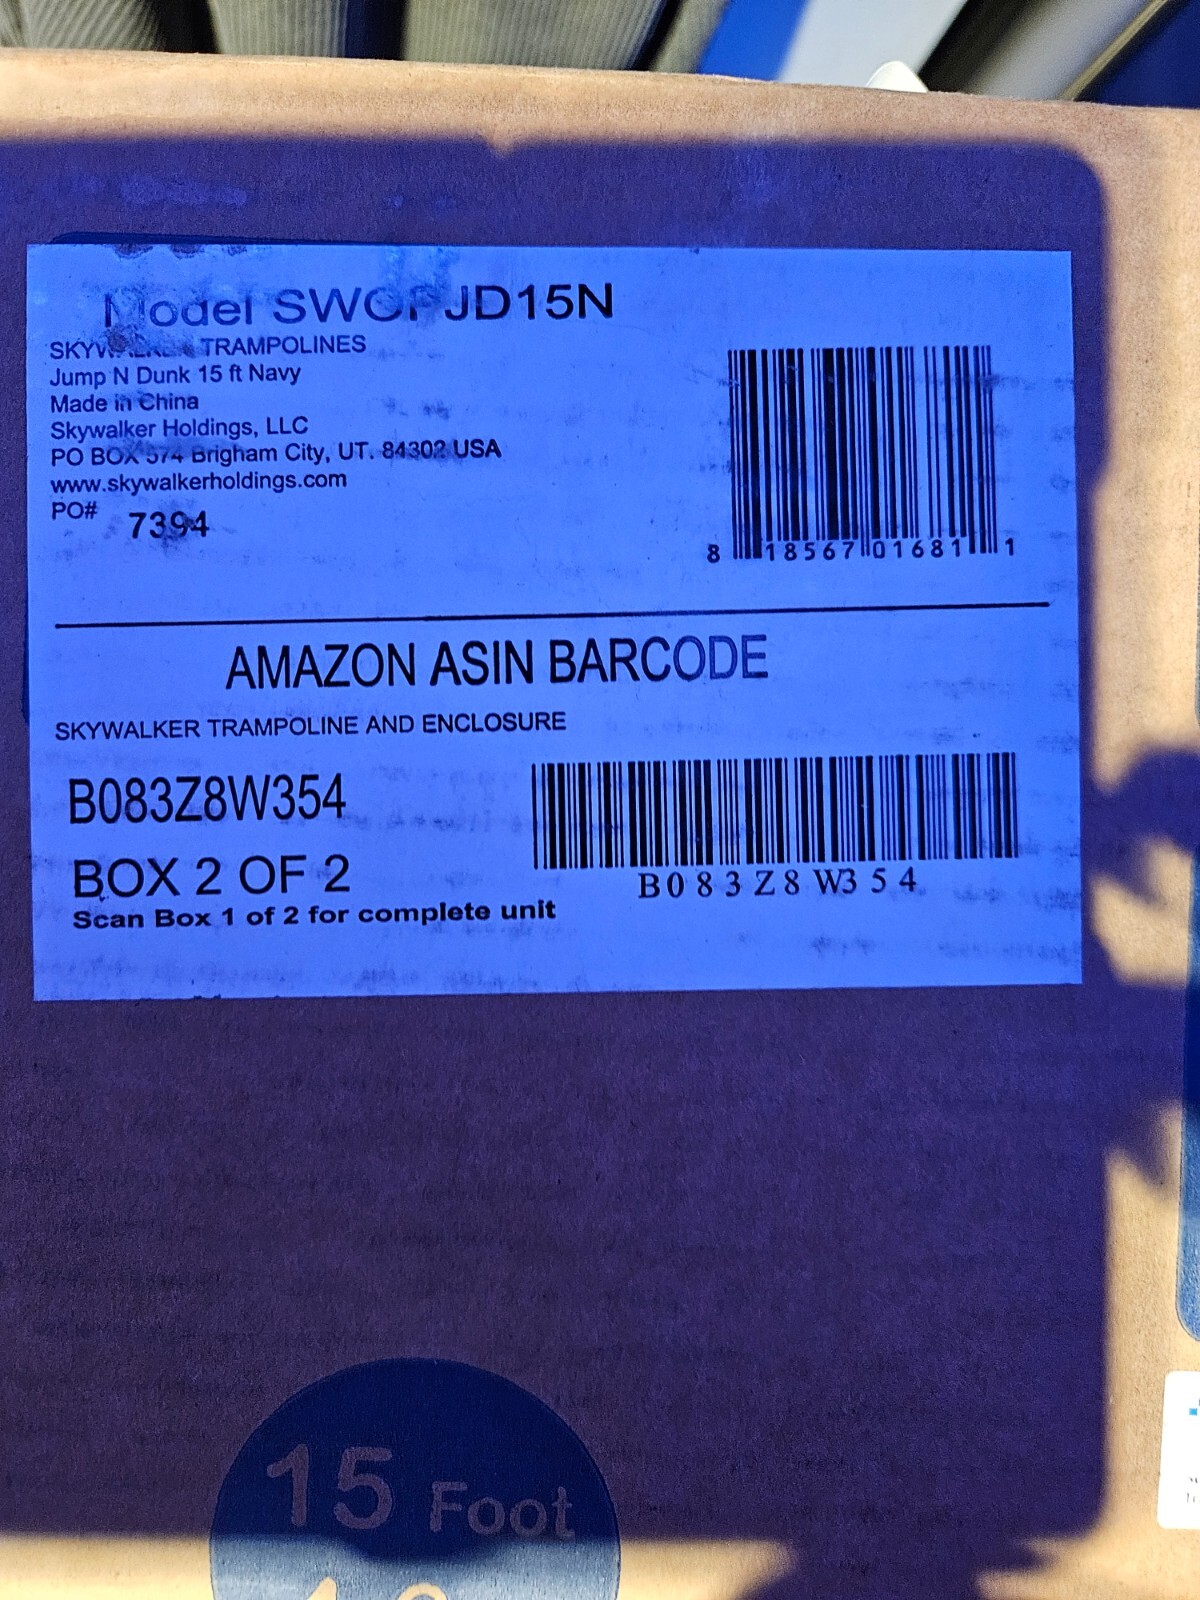 Model SWOPJD15N
SKYWALKER TRAMPOLINES
Jump N Dunk 15 ft Navy
Made in China
Skywalker Holdings, LLC
PO BOX 574 Brigham City, UT. 84302 USA
www.skywalkerholdings.com
PO# 7394
8 18567 01681 1
AMAZON ASIN BARCODE
SKYWALKER TRAMPOLINE AND ENCLOSURE
B083Z8W354
BOX 2 OF 2
Scan Box 1 of 2 for complete unit
B083Z8W354
15 Foot